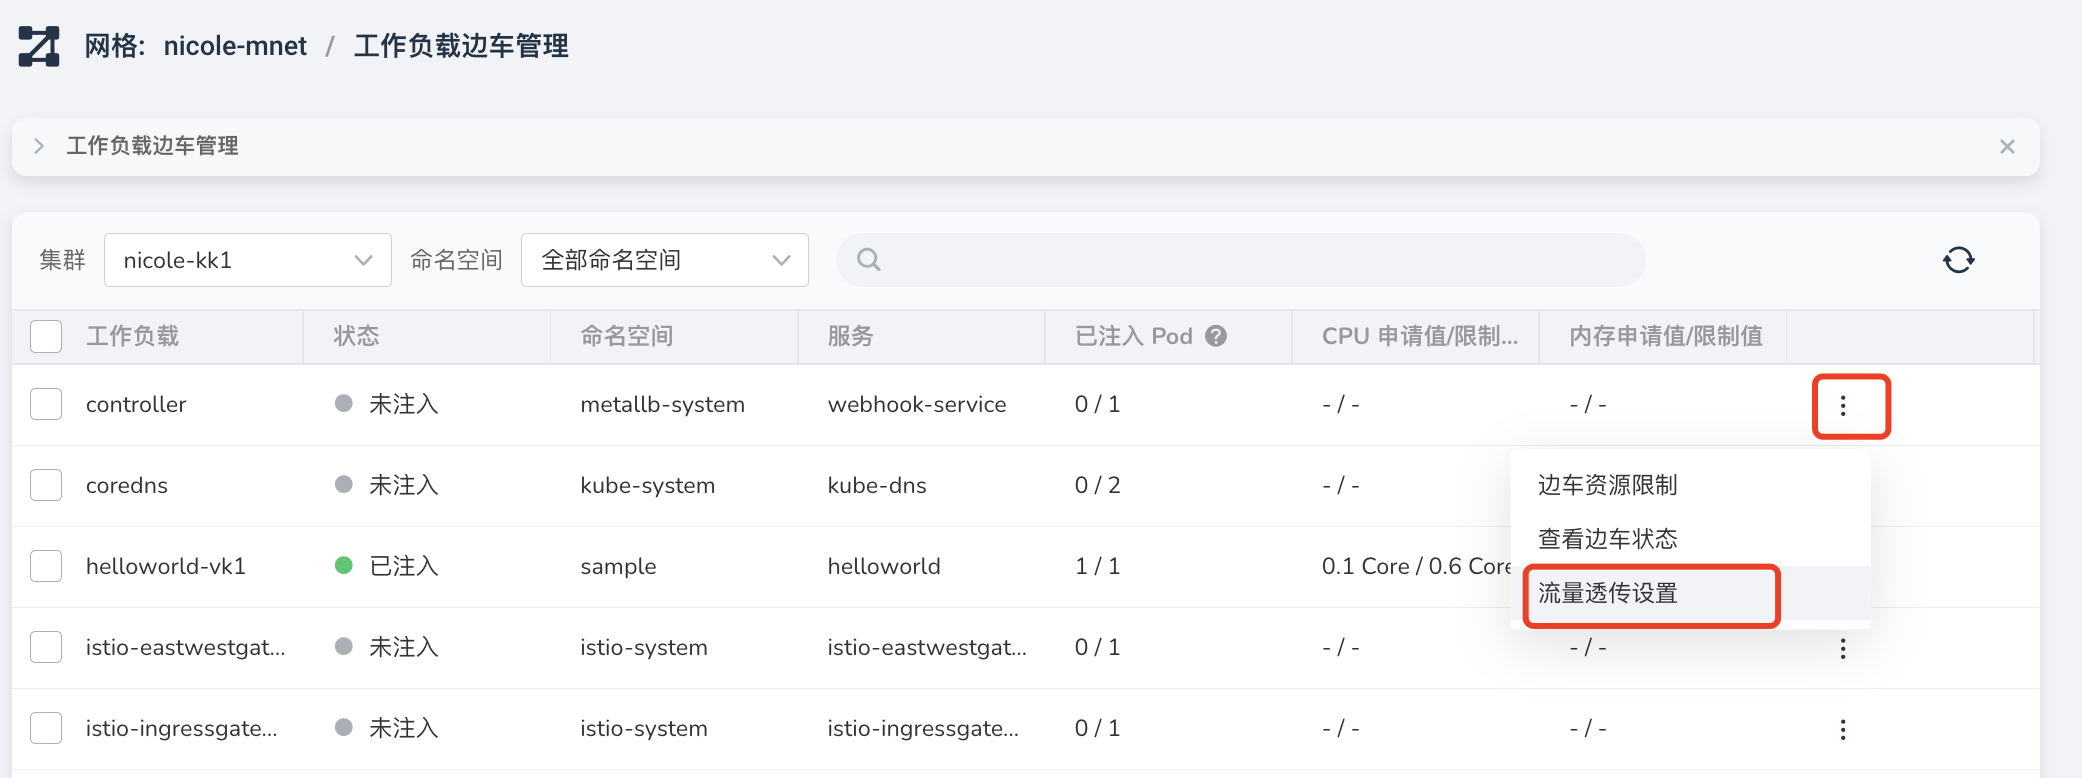 网格: nicole-mnet / 工作负载边车管理
工作负载边车管理
集群 nicole-kk1 命名空间 全部命名空间
工作负载 状态 命名空间 服务 已注入 Pod CPU 申请值/限制... 内存申请值/限制值
controller 未注入 metallb-system webhook-service 0 / 1 - / - - / -
coredns 未注入 kube-system kube-dns 0 / 2 - / -
边车资源限制
查看边车状态
流量透传设置
helloworld-vk1 已注入 sample helloworld 1 / 1 0.1 Core / 0.6 Core
istio-eastwestgat... 未注入 istio-system istio-eastwestgat... 0 / 1 - / - - / -
istio-ingressgate... 未注入 istio-system istio-ingressgate... 0 / 1 - / - - / -